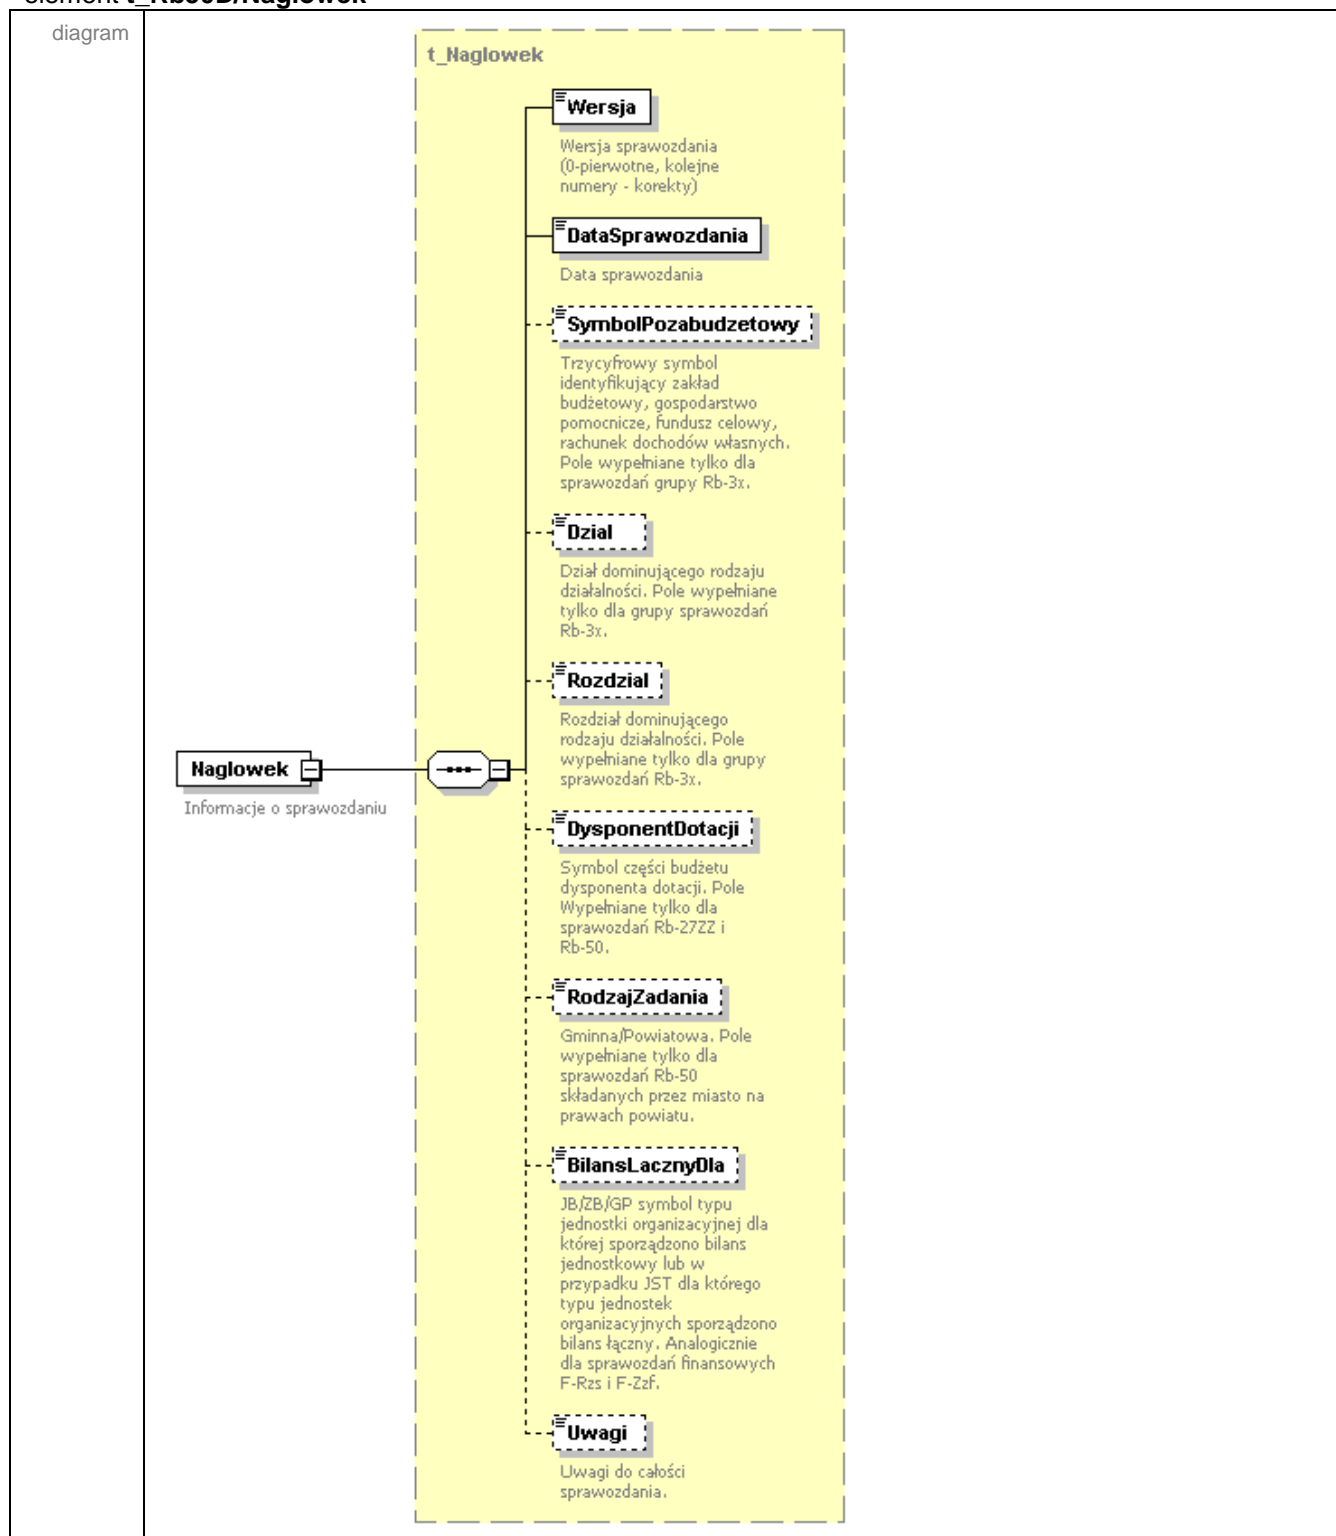 diagram
t_Naglowek
Wersja
Wersja sprawozdania
(0-pierwotne, kolejne
numery - korekty)
DataSprawozdania
Data sprawozdania
SymbolPozabudzetowy
Trzycyfrowy symbol
identyfikujący zakład
budżetowy, gospodarstwo
pomocnicze, fundusz celowy,
rachunek dochodów własnych.
Pole wypełniane tylko dla
sprawozdań grupy Rb-3x.
Dzial
Dział dominującego rodzaju
działalności. Pole wypełniane
tylko dla grupy sprawozdań
Rb-3x.
Rozdzial
Rozdział dominującego
rodzaju działalności. Pole
wypełniane tylko dla grupy
sprawozdań Rb-3x.
Naglowek
Informacje o sprawozdaniu
DysponentDotacji
Symbol części budżetu
dysponenta dotacji. Pole
Wypełniane tylko dla
sprawozdań Rb-27ZZ i
Rb-50.
RodzajZadania
Gminna/Powiatowa. Pole
wypełniane tylko dla
sprawozdań Rb-50
składanych przez miasto na
prawach powiatu.
BilansLacznyDla
JB/ZB/GP symbol typu
jednostki organizacyjnej dla
której sporządzono bilans
jednostkowy lub w
przypadku JST dla którego
typu jednostek
organizacyjnych sporządzono
bilans łączny. Analogicznie
dla sprawozdań finansowych
F-Rzs i F-Zzf.
Uwagi
Uwagi do całości
sprawozdania.